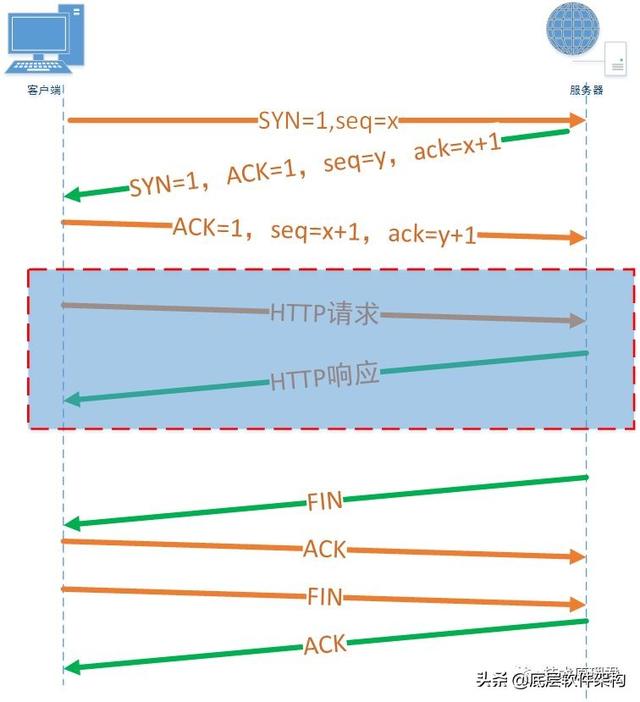 客户端
服务器
SYN=1,seq=x
SYN=1，ACK=1，seq=y，ack=x+1
ACK=1，seq=x+1，ack=y+1
HTTP请求
HTTP响应
FIN
ACK
FIN
ACK
头条 @底层软件架构